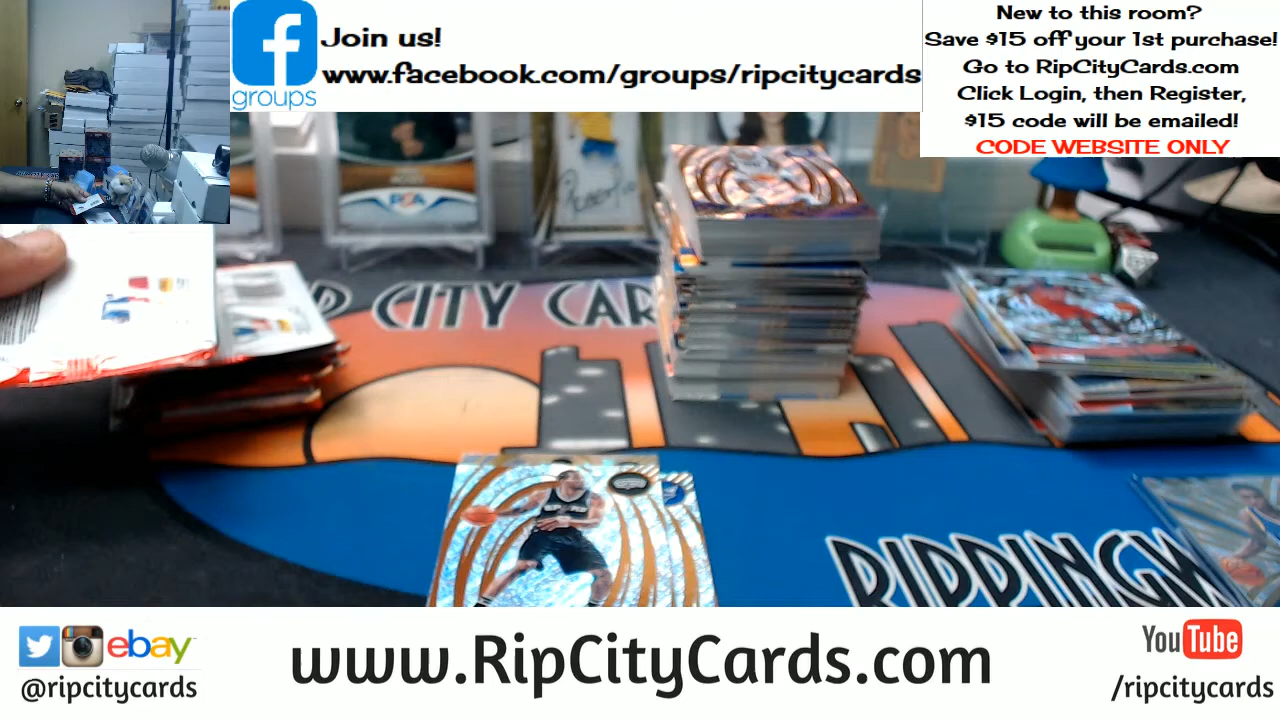 groups
Join us!
www.facebook.com/groups/ripcitycards
New to this room?
Save $15 off your 1st purchase!
Go to RipCityCards.com
Click Login, then Register,
$15 code will be emailed!
CODE WEBSITE ONLY
PSA
P CITY CAR
RIPPINGW
ebay
@ripcitycards
www.RipCityCards.com
YouTube
/ripcitycards